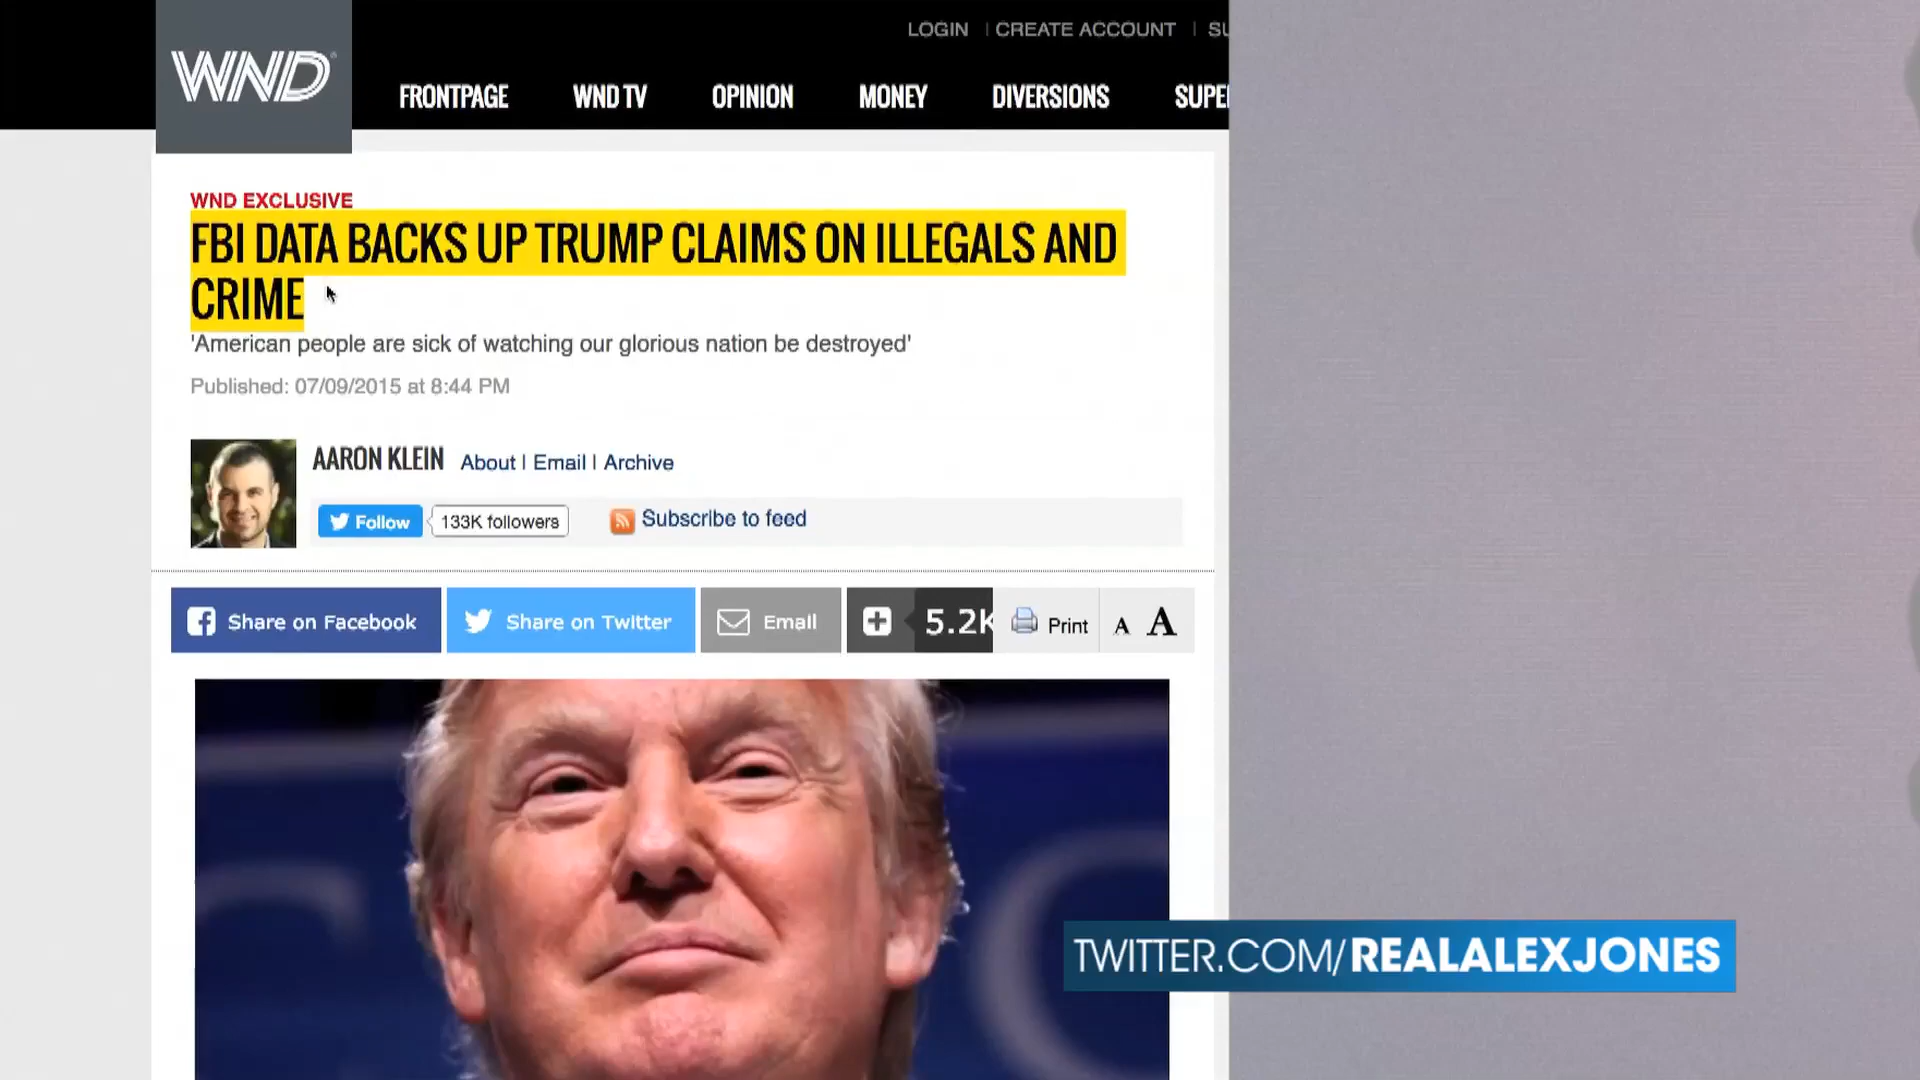 LOGIN | CREATE ACCOUNT |
WND
FRONTPAGE WND TV OPINION MONEY DIVERSIONS
WND EXCLUSIVE
FBI DATA BACKS UP TRUMP CLAIMS ON ILLEGALS AND
CRIME
'American people are sick of watching our glorious nation be destroyed'
Published: 07/09/2015 at 8:44 PM
AARON KLEIN About | Email | Archive
Follow 133K followers Subscribe to feed
Share on Facebook Share on Twitter Email 5.2K Print A A
TWITTER.COM/REALALEXJONES